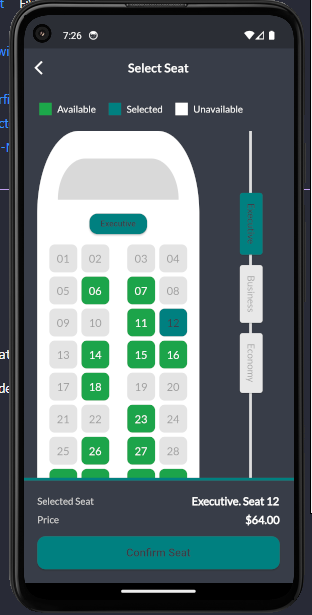 7:26
Select Seat
Available Selected Unavailable
Executive
01 02 03 04
05 06 07 08
09 10 11 12
13 14 15 16
17 18 19 20
21 22 23 24
25 26 27 28
Executive
Business
Economy
Selected Seat Executive. Seat 12
Price $64.00
Confirm Seat